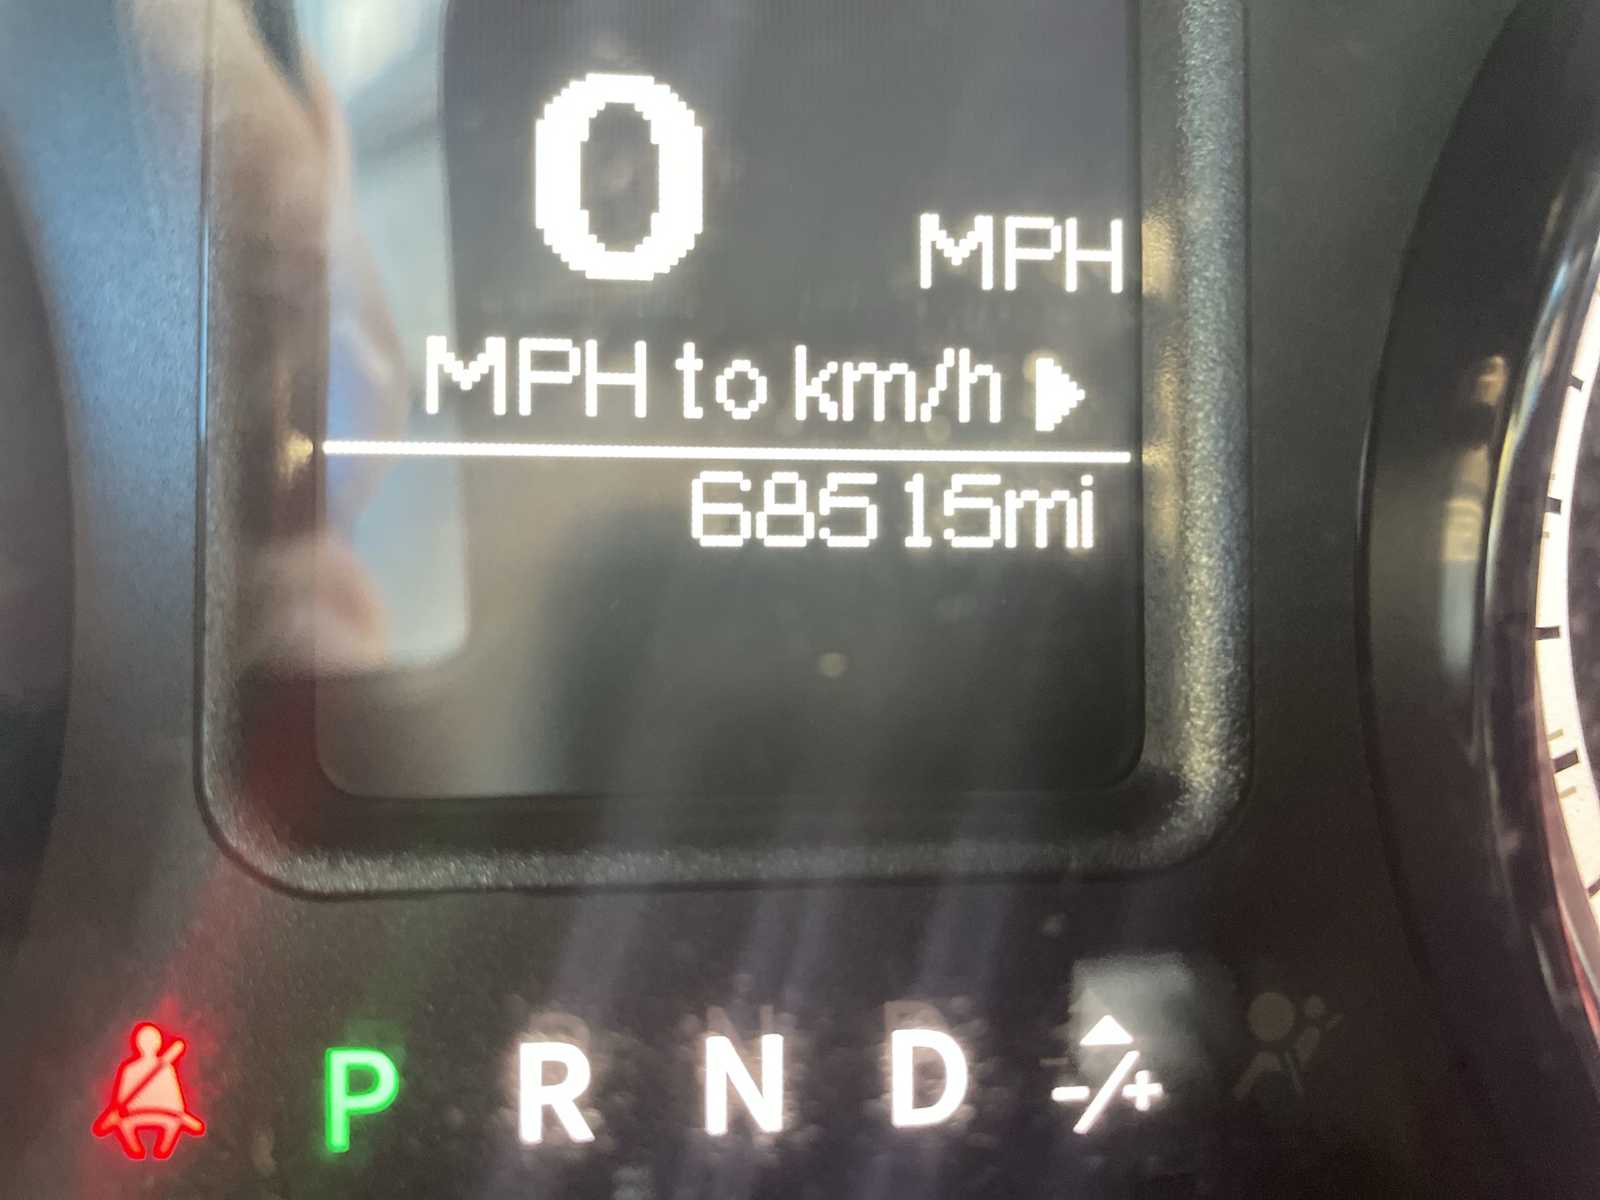 0
MPH
MPH to km/h ▶
68515mi
P R N D -/+